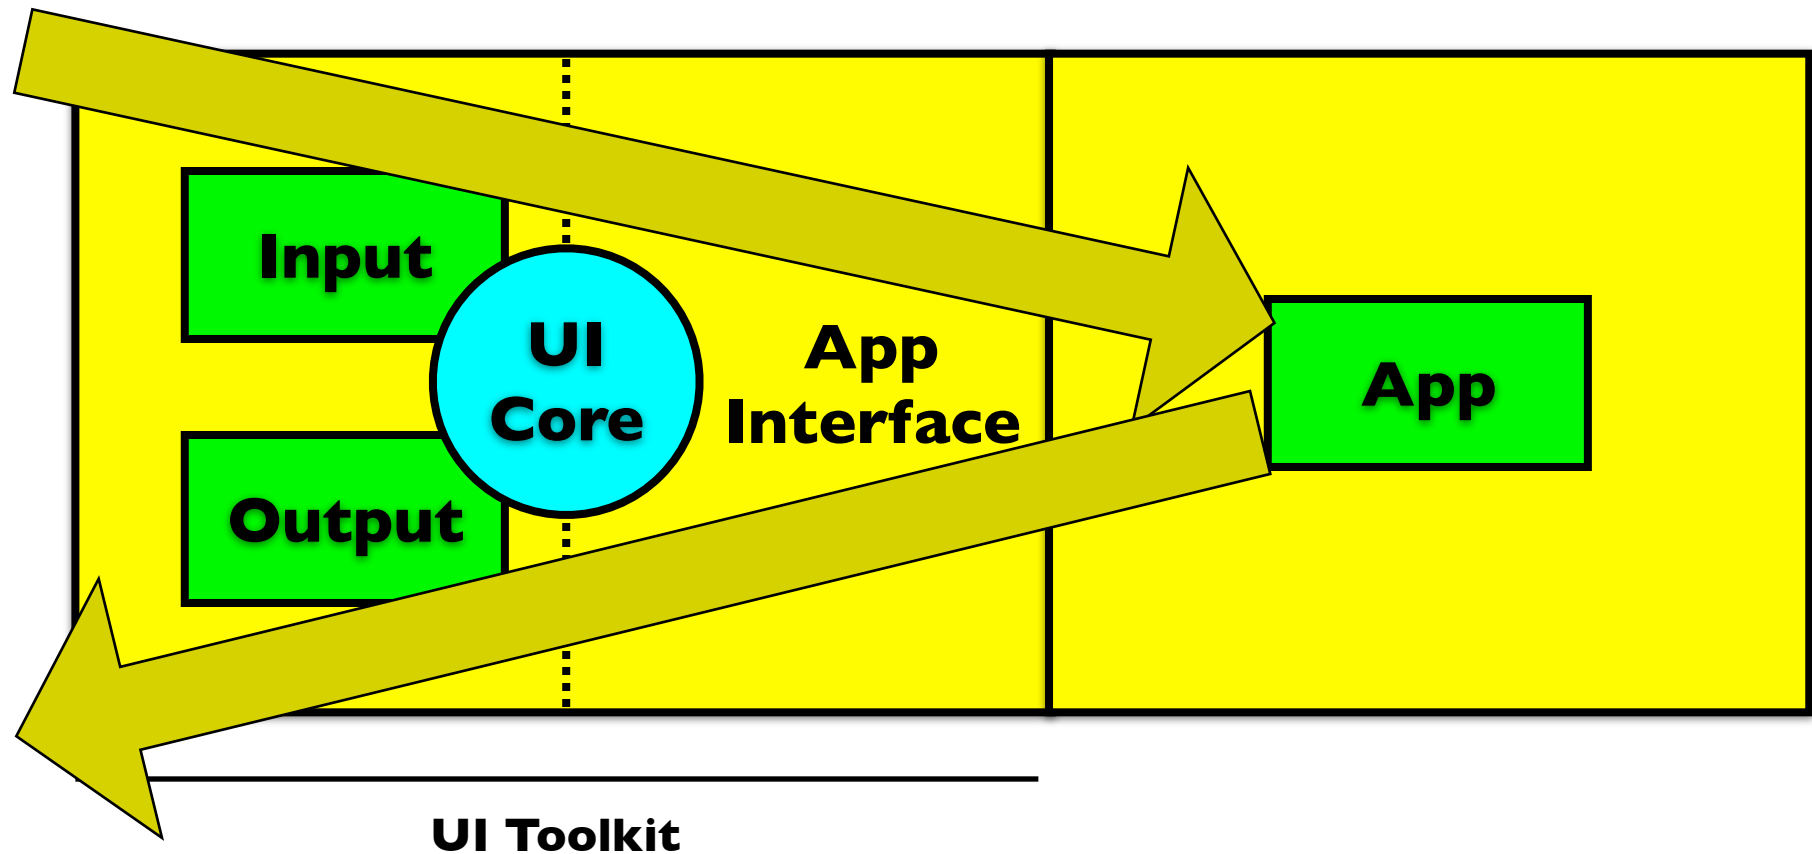 Input
UI
Core
App
Interface
App
Output
UI Toolkit